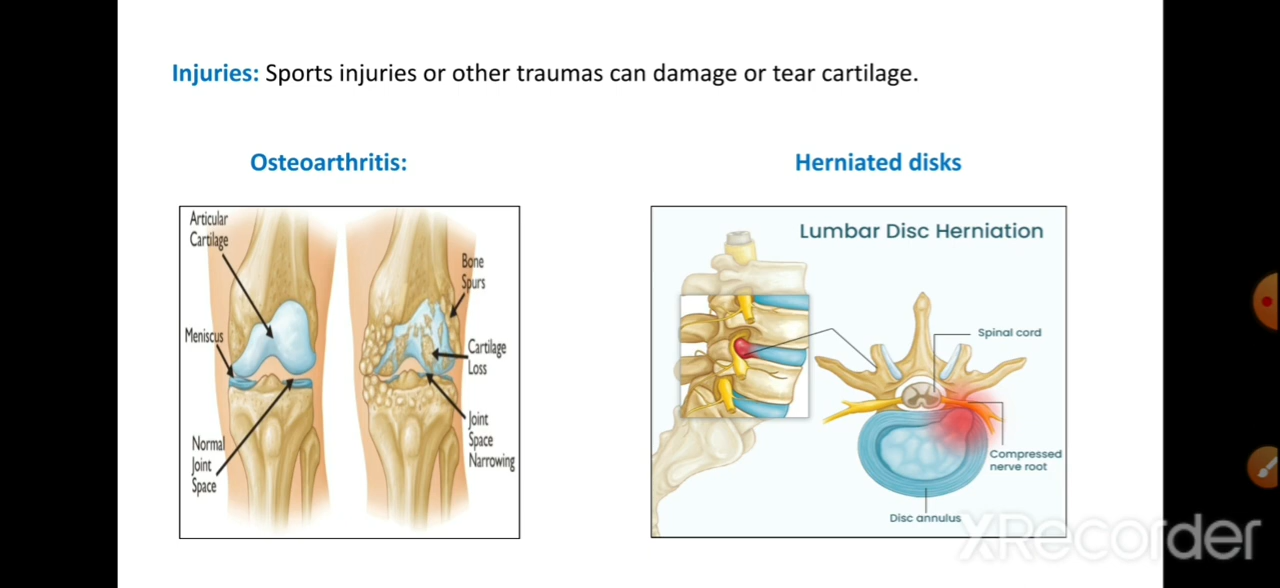 Injuries: Sports injuries or other traumas can damage or tear cartilage.
Osteoarthritis:
Herniated disks
Articular
Cartilage
Bone
Spurs
Meniscus
Cartilage
Loss
Joint
Space
Narrowing
Normal
Joint
Space
Lumbar Disc Herniation
Spinal cord
Compressed
nerve root
Disc annulus
XRecorder